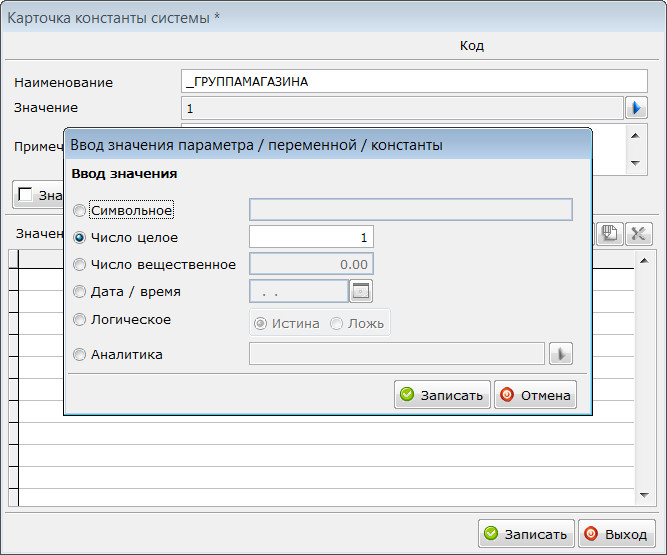 Карточка константы системы *
Код
Наименование _ГРУППАМАГАЗИНА
Значение 1
Примеч
Ввод значения параметра / переменной / константы
Ввод значения
Символьное
Число целое 1
Число вещественное 0.00
Дата / время . .
Логическое Истина Ложь
Аналитика
Записать Отмена
Зна
Значен
Записать Выход